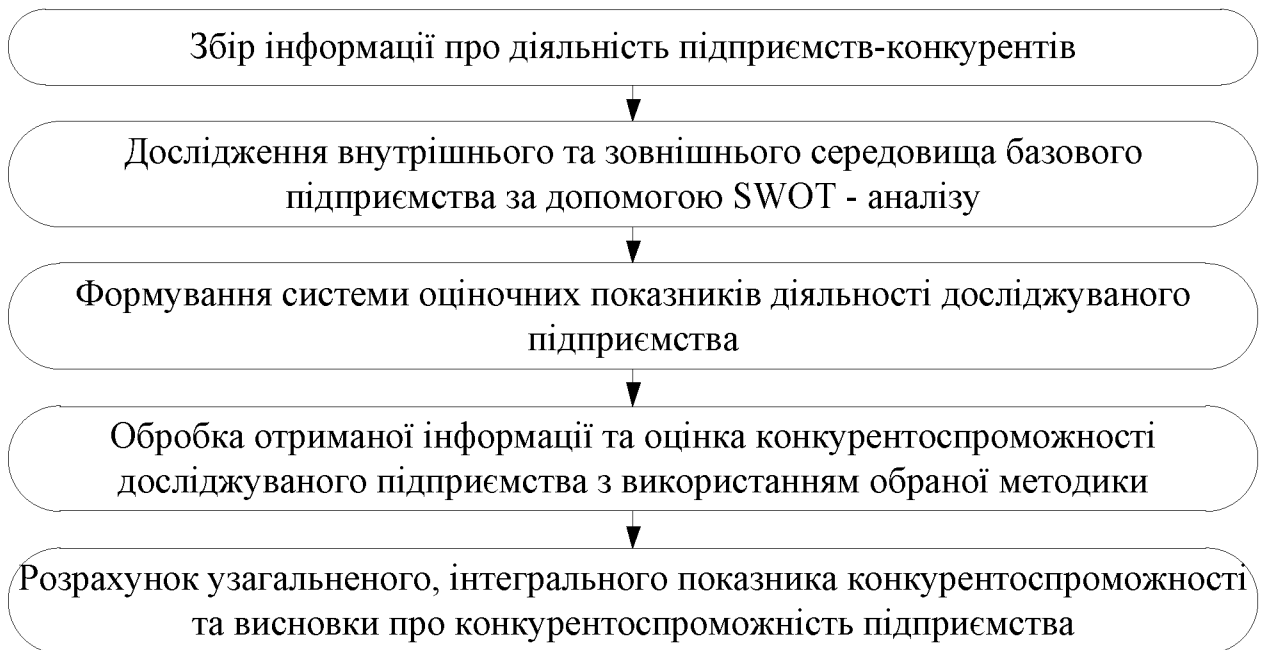 Збір інформації про діяльність підприємств-конкурентів
Дослідження внутрішнього та зовнішнього середовища базового
підприємства за допомогою SWOT - аналізу
Формування системи оціночних показників діяльності досліджуваного
підприємства
Обробка отриманої інформації та оцінка конкурентоспроможності
досліджуваного підприємства з використанням обраної методики
Розрахунок узагальненого, інтегрального показника конкурентоспроможності
та висновки про конкурентоспроможність підприємства